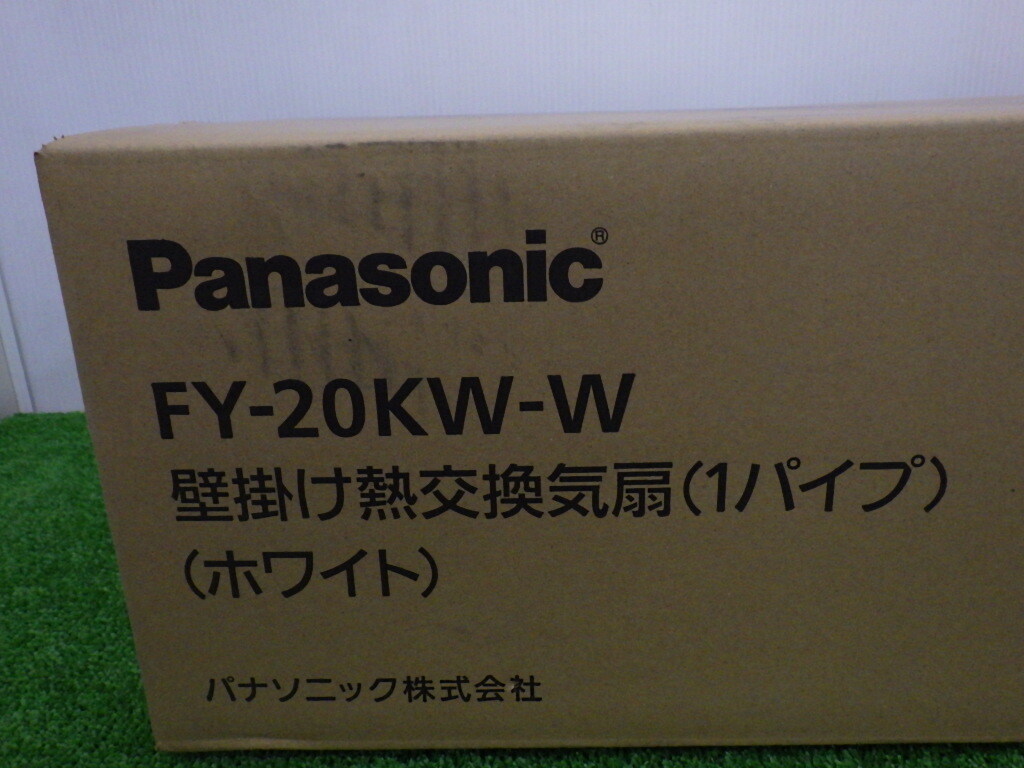 Panasonic®
FY-20KW-W
壁掛け熱交換気扇(1パイプ)
(ホワイト)
パナソニック株式会社